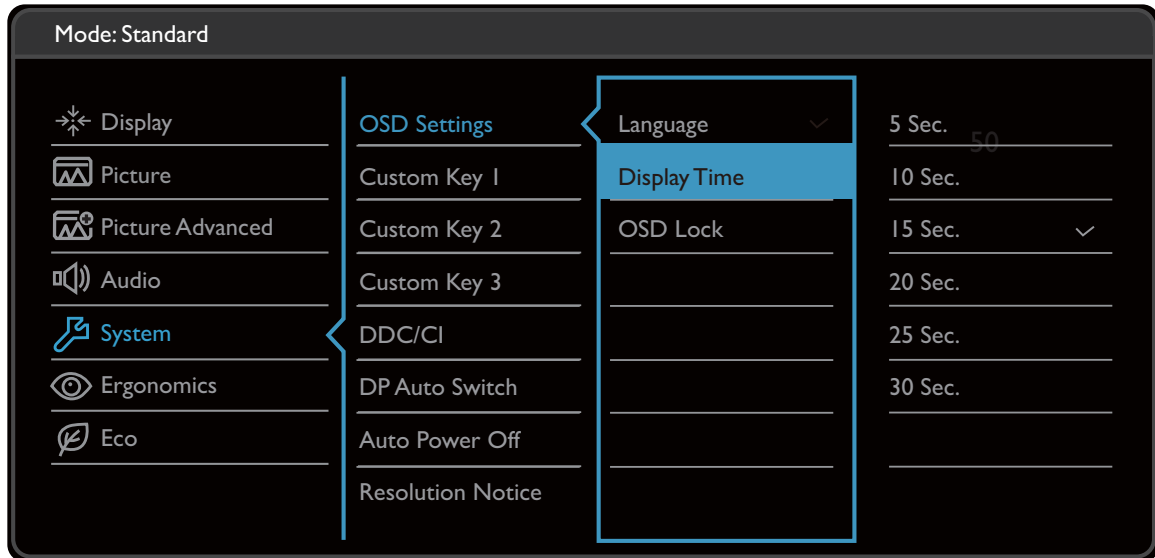 Mode: Standard
Display
Picture
Picture Advanced
Audio
System
Ergonomics
Eco
OSD Settings
Custom Key 1
Custom Key 2
Custom Key 3
DDC/CI
DP Auto Switch
Auto Power Off
Resolution Notice
Language
Display Time
OSD Lock
5 Sec.
50
10 Sec.
15 Sec.
20 Sec.
25 Sec.
30 Sec.